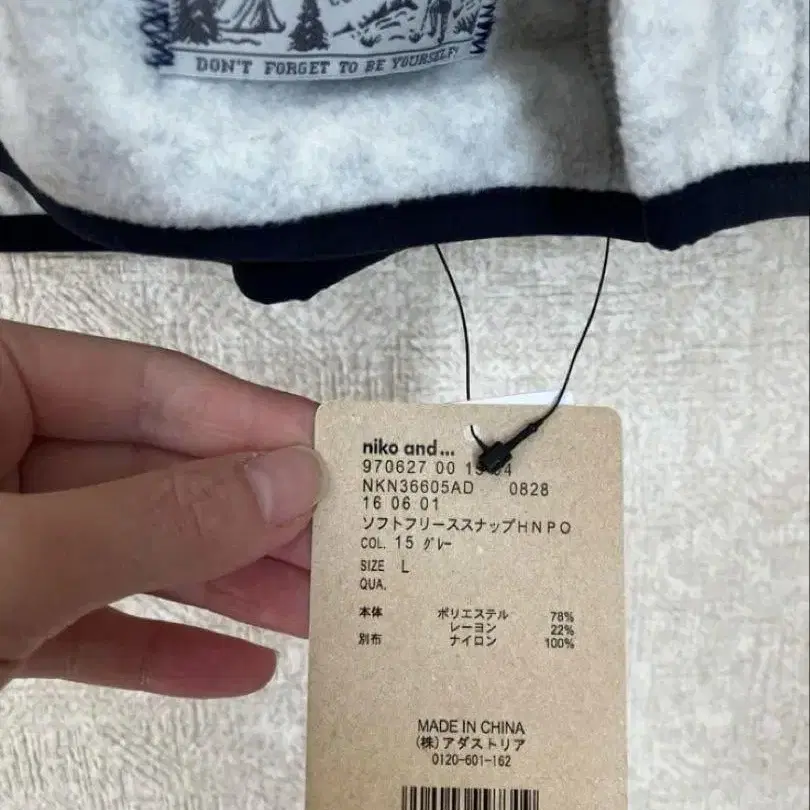 DON'T FORGET TO BE YOURSELF!
niko and...
970627 00 15 04
NKN36605AD 0828
16 06 01
ソフトフリーススナップHNPO
COL. 15 グレー
SIZE L
QUA.
本体 ポリエステル 78%
レーヨン 22%
別布 ナイロン 100%
MADE IN CHINA
(株)アダストリア
0120-601-162